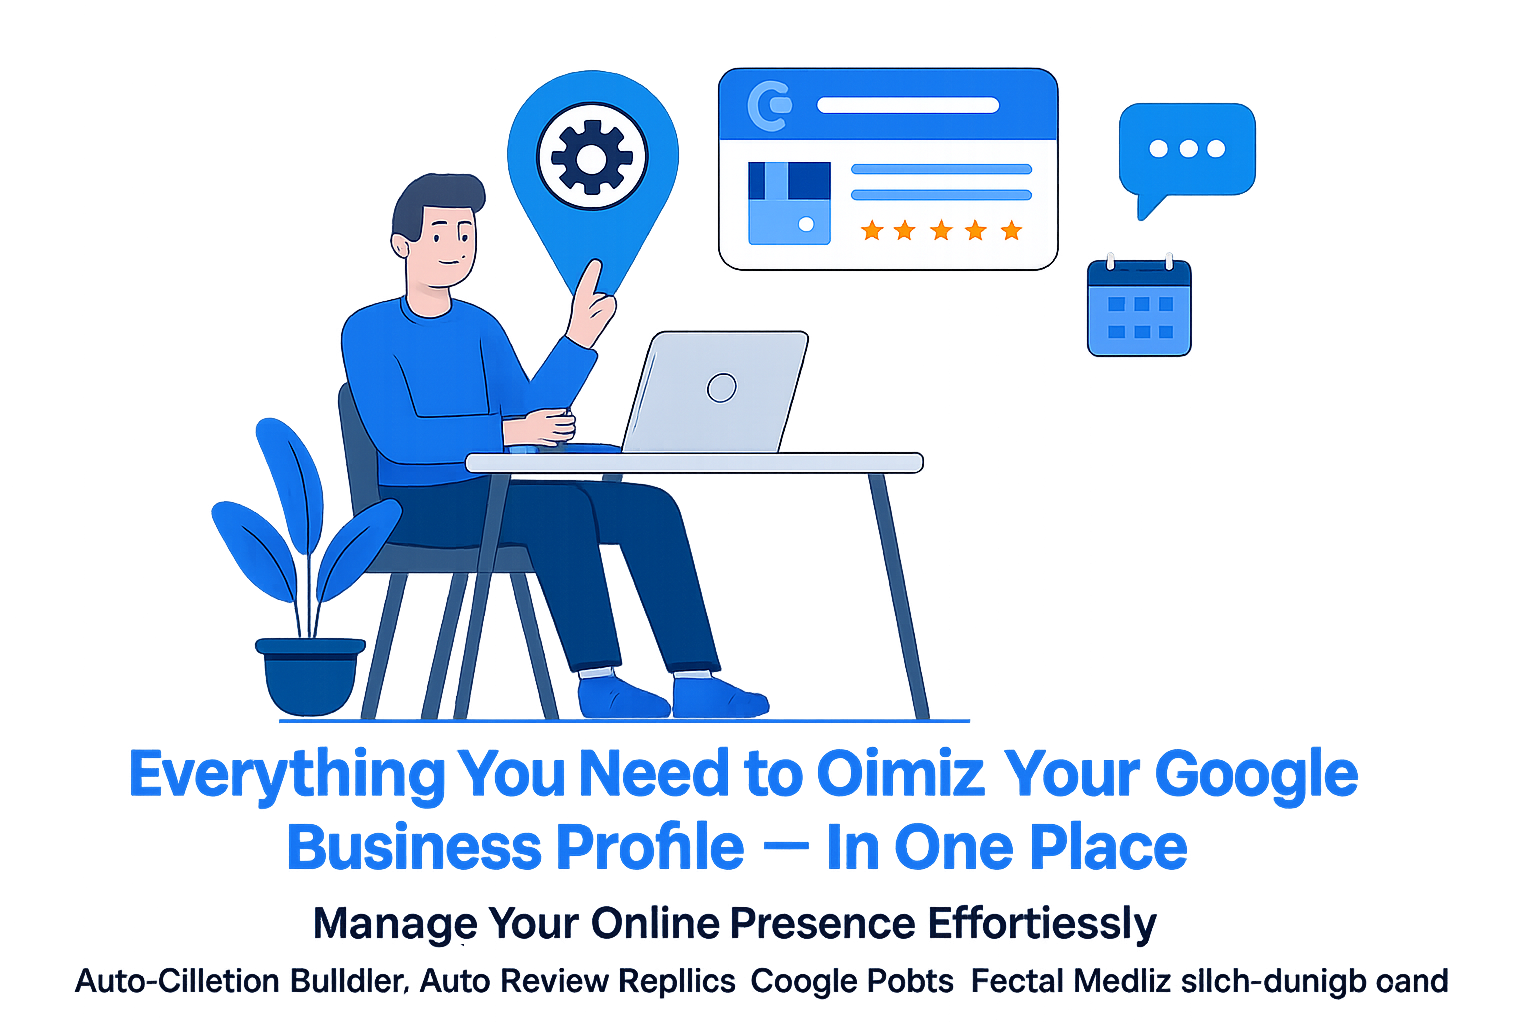 Everything You Need to Oimiz Your Google
Business Profile — In One Place
Manage Your Online Presence Effortiessly
Auto-Cilletion Bulldler, Auto Review Repllics Coogle Pobts Fectal Medliz sllch-dunigb oand